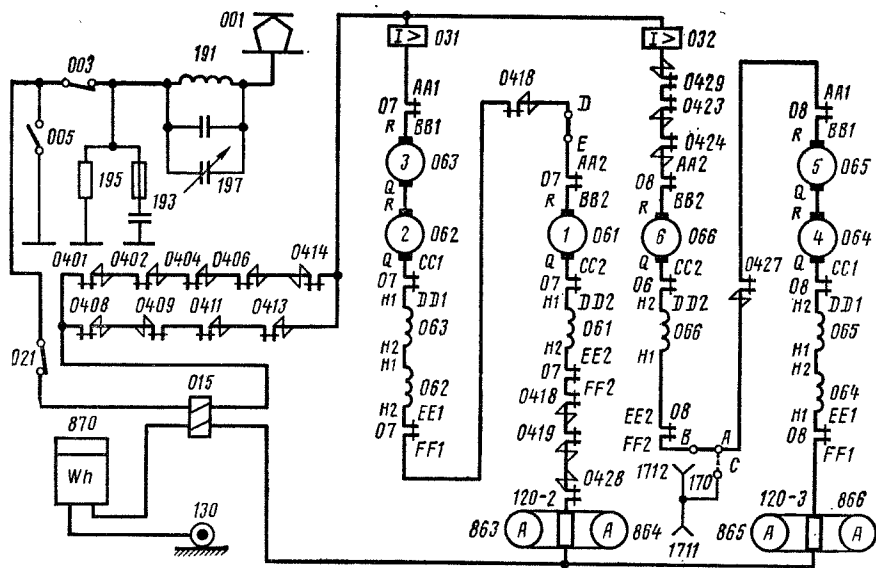 001
003
191
I>
031
I>
032
005
195
193
197
0418
D
E
0429
0423
0424
AA1
07
R
BB1
3
063
Q
R
2
062
Q
CC1
07
H1
DD1
063
H2
H1
062
H2
EE1
07
FF1
AA2
07
R
BB2
1
061
Q
CC2
07
H1
DD2
061
H2
EE2
07
FF2
0418
0419
0428
AA2
08
R
BB2
6
066
Q
CC2
06
H2
DD2
066
H1
EE2
08
FF2
B
A
C
0427
AA1
08
R
BB1
5
065
Q
R
4
064
Q
CC1
08
H2
DD1
065
H1
H2
064
H1
EE1
08
FF1
0401
0402
0404
0406
0414
0408
0409
0411
0413
021
015
870
Wh
130
1712
170
1711
120-2
863
A
A
864
120-3
866
865
A
A